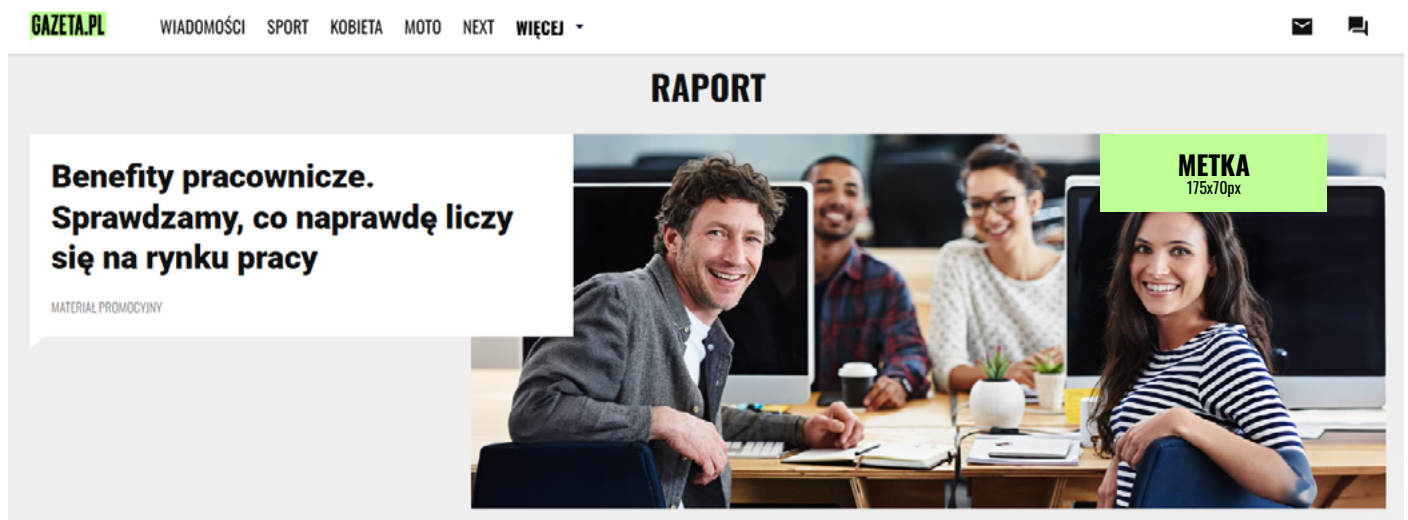 GAZETA.PL WIADOMOŚCI SPORT KOBIETA MOTO NEXT WIĘCEJ
RAPORT
Benefity pracownicze.
Sprawdzamy, co naprawdę liczy
się na rynku pracy
MATERIAŁ PROMOCYJNY
METKA
175x70px